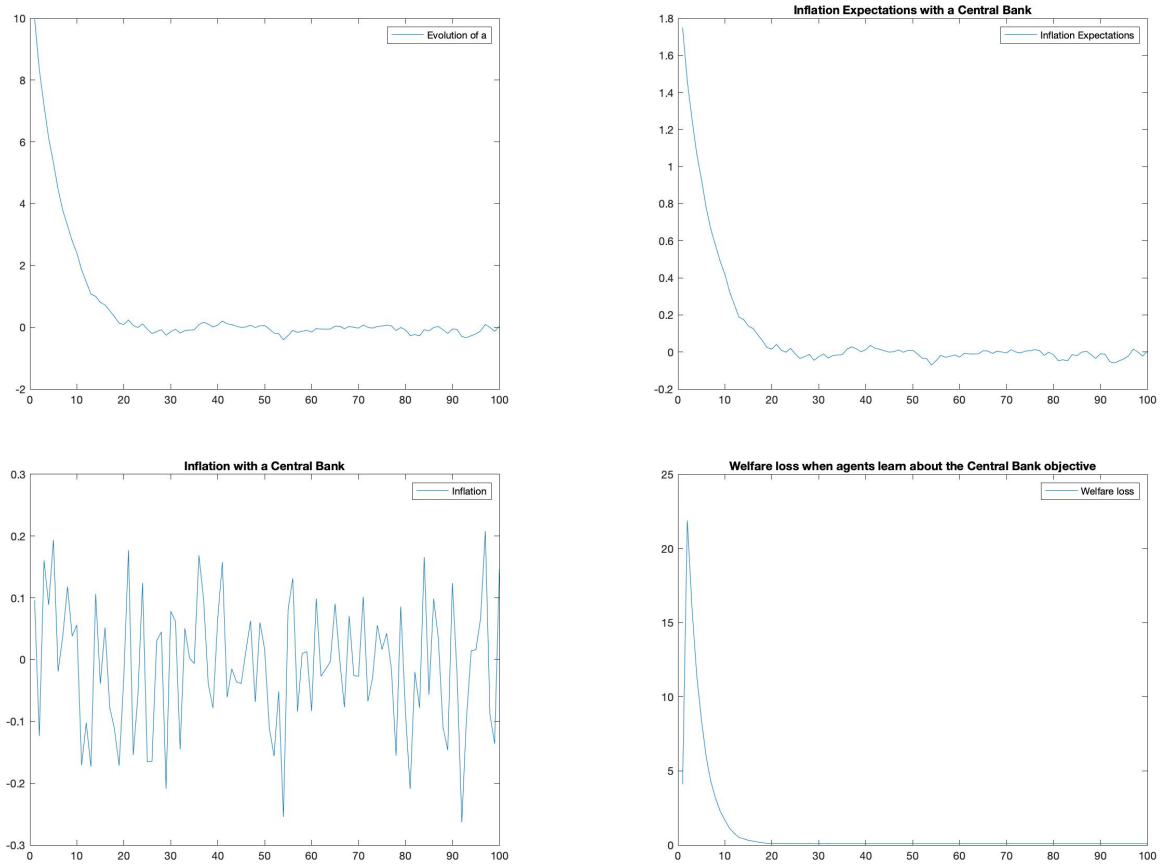 10
8
6
4
2
0
-2
0 10 20 30 40 50 60 70 80 90 100
Evolution of a
Inflation Expectations with a Central Bank
1.8
1.6
1.4
1.2
1
0.8
0.6
0.4
0.2
0
-0.2
0 10 20 30 40 50 60 70 80 90 100
Inflation Expectations
Inflation with a Central Bank
0.3
0.2
0.1
0
-0.1
-0.2
-0.3
0 10 20 30 40 50 60 70 80 90 100
Inflation
Welfare loss when agents learn about the Central Bank objective
25
20
15
10
5
0
0 10 20 30 40 50 60 70 80 90 100
Welfare loss